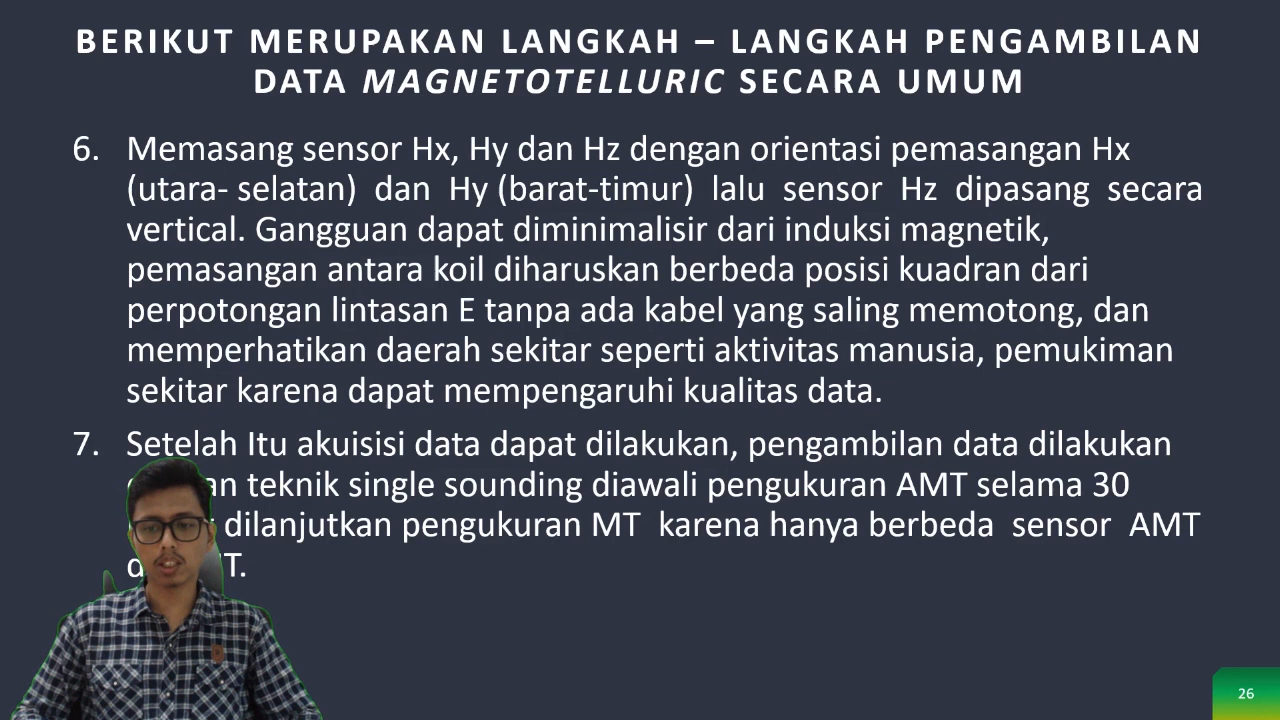 BERIKUT MERUPAKAN LANGKAH – LANGKAH PENGAMBILAN
DATA MAGNETOTELLURIC SECARA UMUM
6. Memasang sensor Hx, Hy dan Hz dengan orientasi pemasangan Hx
(utara- selatan) dan Hy (barat-timur) lalu sensor Hz dipasang secara
vertical. Gangguan dapat diminimalisir dari induksi magnetik,
pemasangan antara koil diharuskan berbeda posisi kuadran dari
perpotongan lintasan E tanpa ada kabel yang saling memotong, dan
memperhatikan daerah sekitar seperti aktivitas manusia, pemukiman
sekitar karena dapat mempengaruhi kualitas data.
7. Setelah Itu akuisisi data dapat dilakukan, pengambilan data dilakukan
teknik single sounding diawali pengukuran AMT selama 30
dilanjutkan pengukuran MT karena hanya berbeda sensor AMT
26